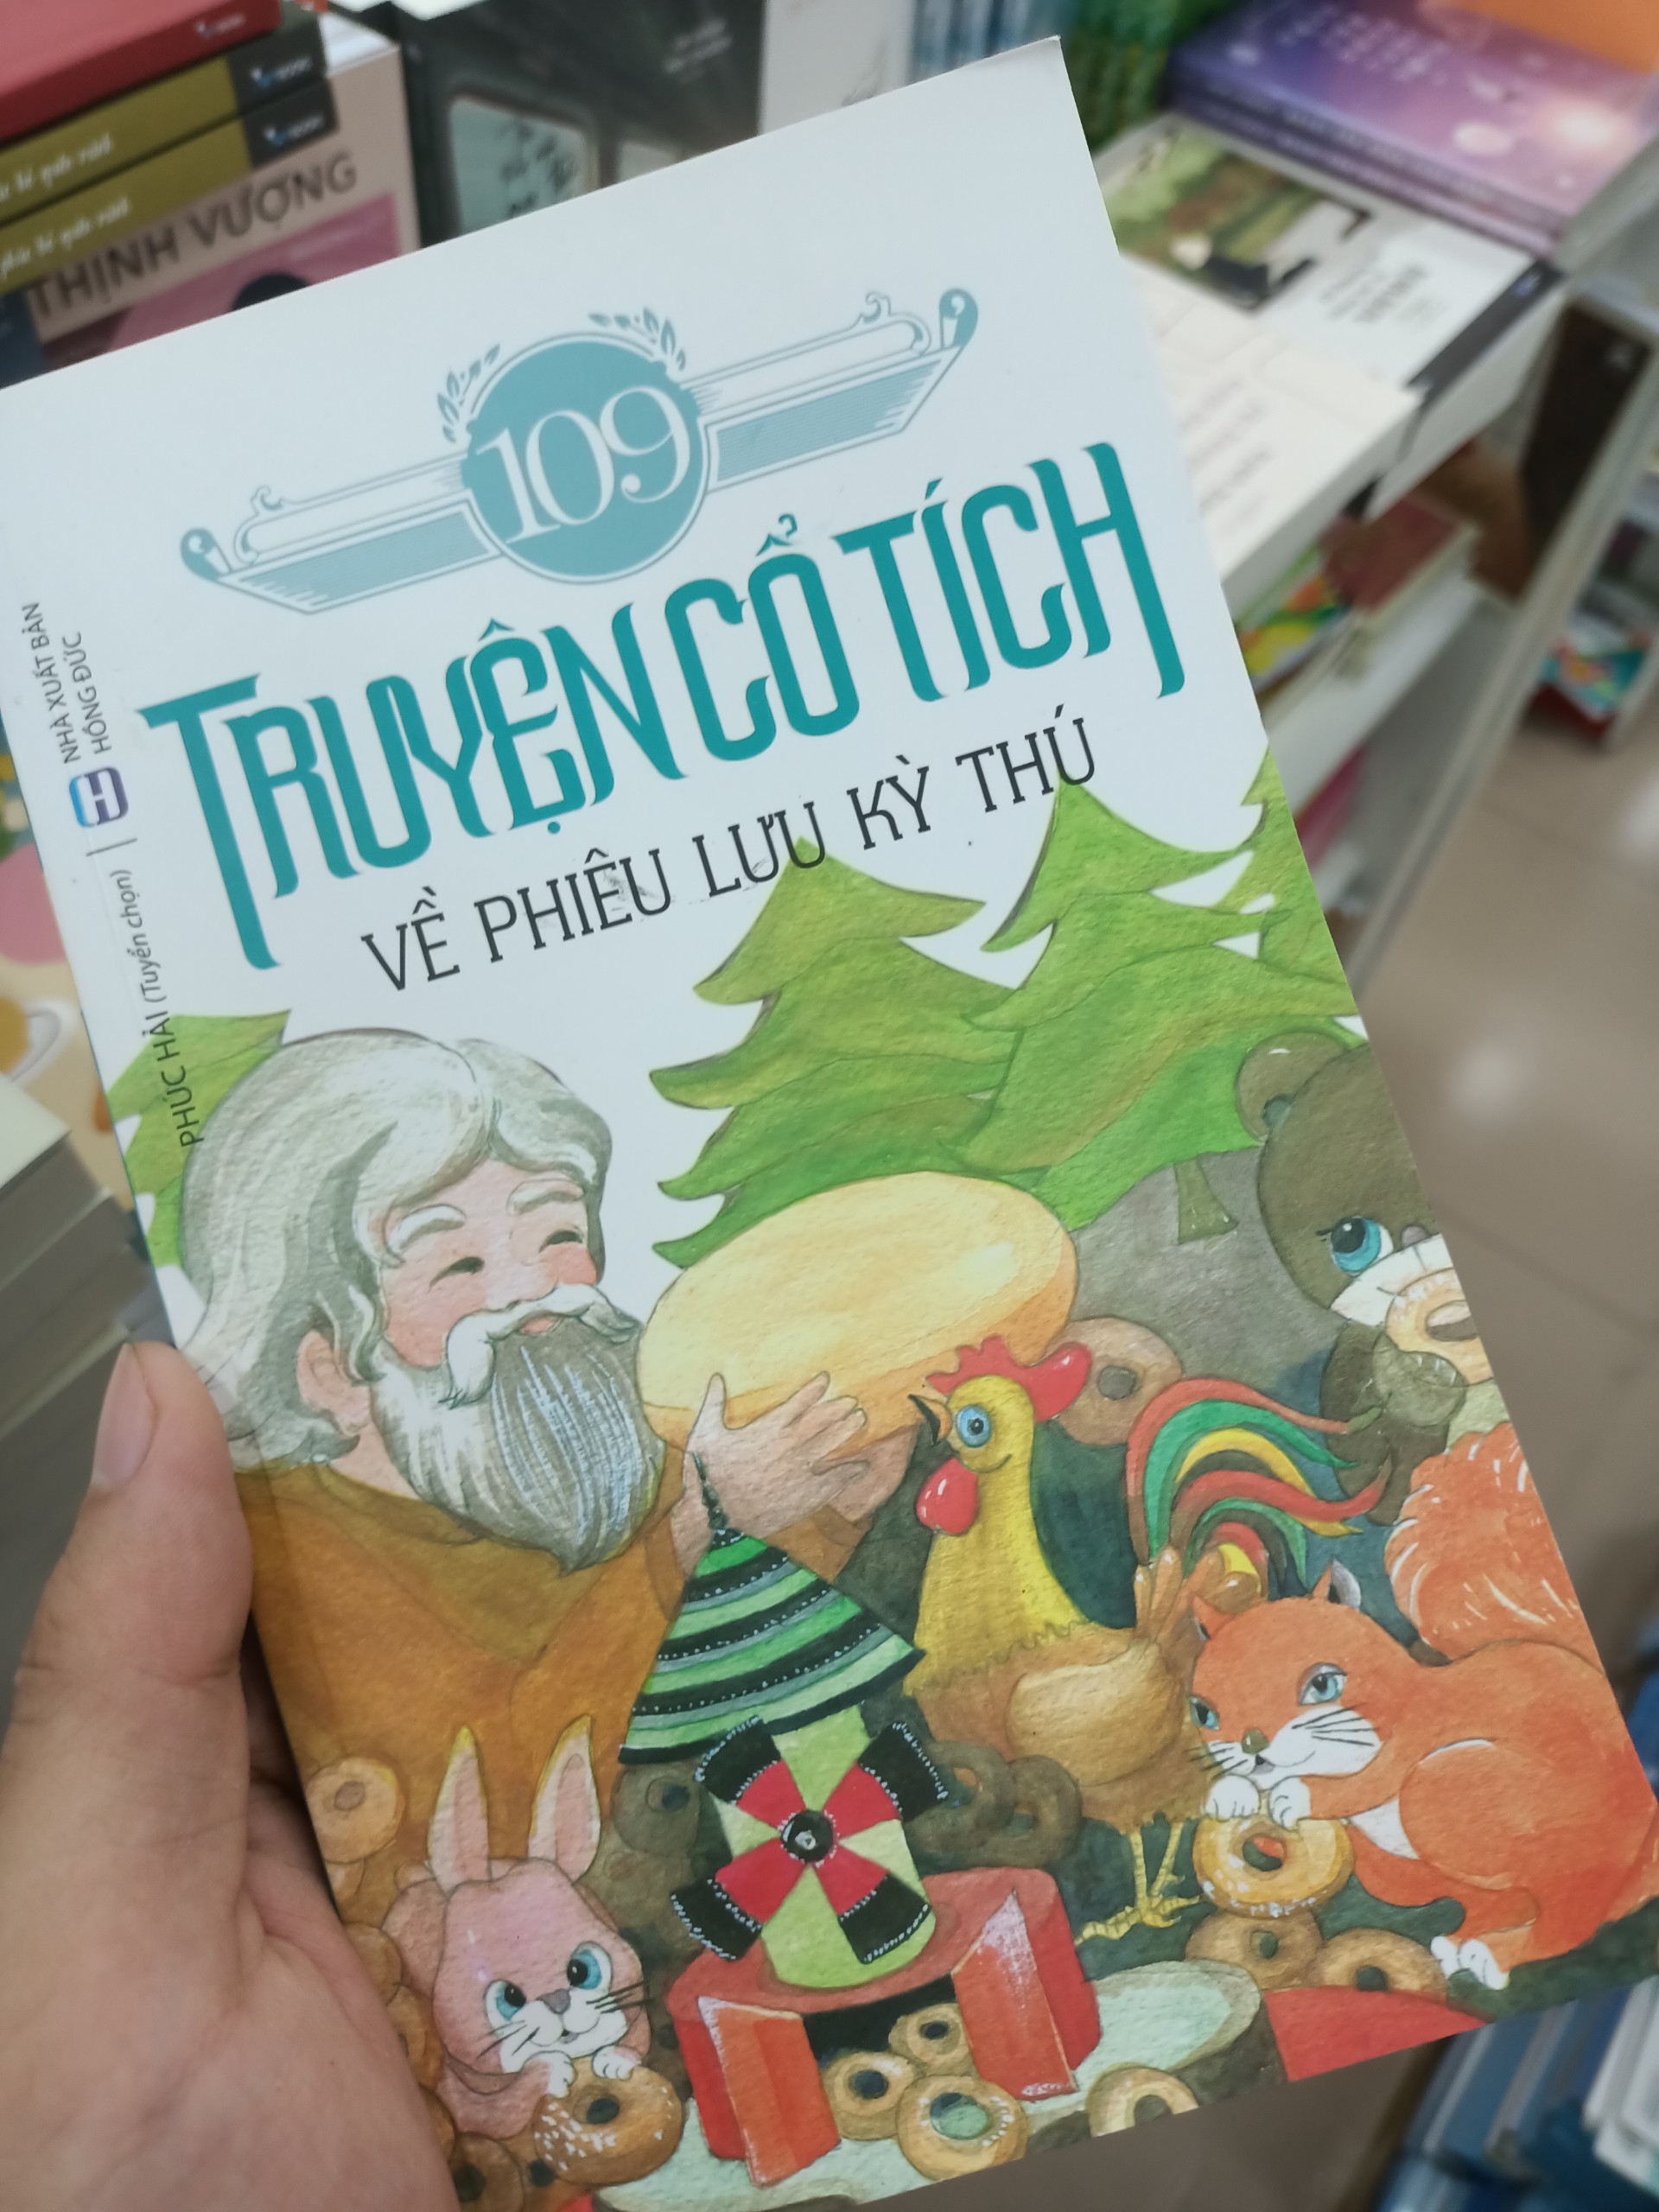 THỊNH VƯỢNG
109
TRUYỆN CỔ TÍCH
VỀ PHIÊU LƯU KỲ THÚ
NHÀ XUẤT BẢN
HỒNG ĐỨC
PHÚC HẢI (Tuyển chọn)